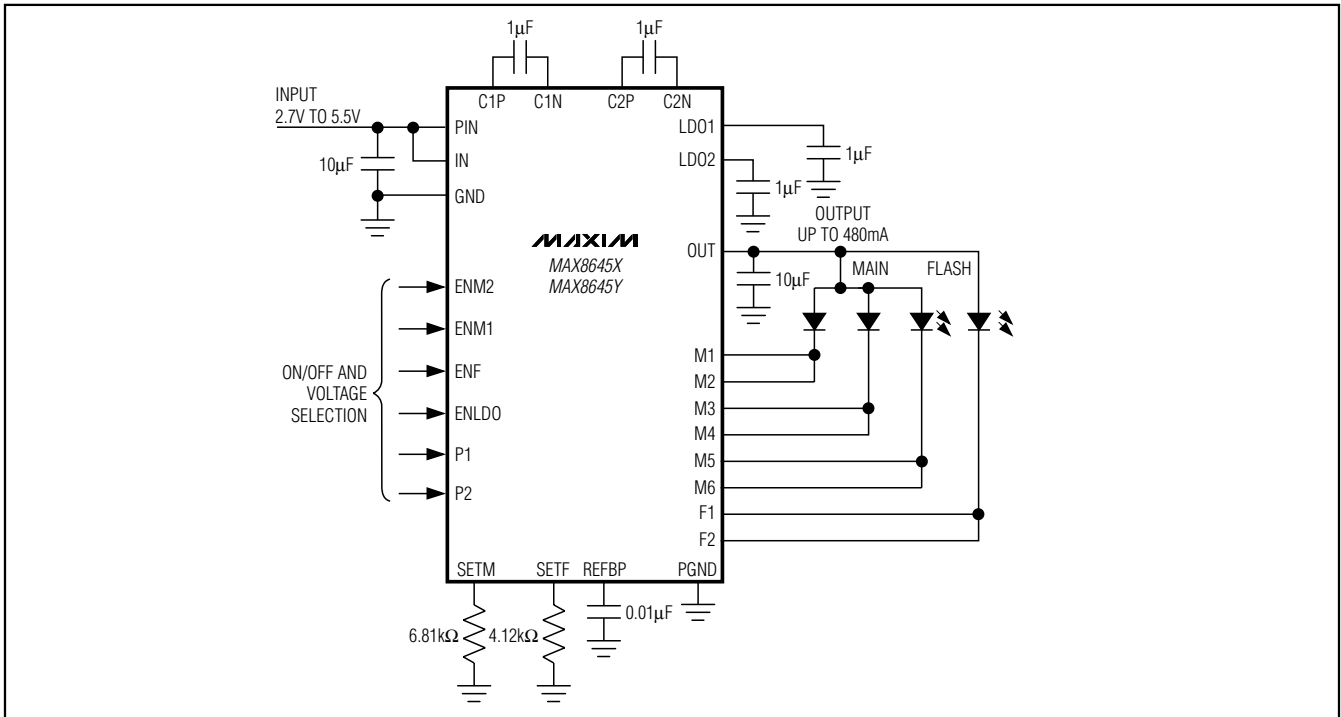 1μF
1μF
C1P
C1N
C2P
C2N
INPUT
2.7V TO 5.5V
PIN
LDO1
10μF
IN
1μF
LDO2
GND
1μF
MAXIM
MAX8645X
MAX8645Y
OUTPUT
UP TO 480mA
OUT
MAIN
FLASH
10μF
ON/OFF AND
VOLTAGE
SELECTION
ENM2
ENM1
ENF
ENLDO
P1
P2
M1
M2
M3
M4
M5
M6
F1
F2
SETM
SETF
REFBP
PGND
6.81kΩ
4.12kΩ
0.01μF